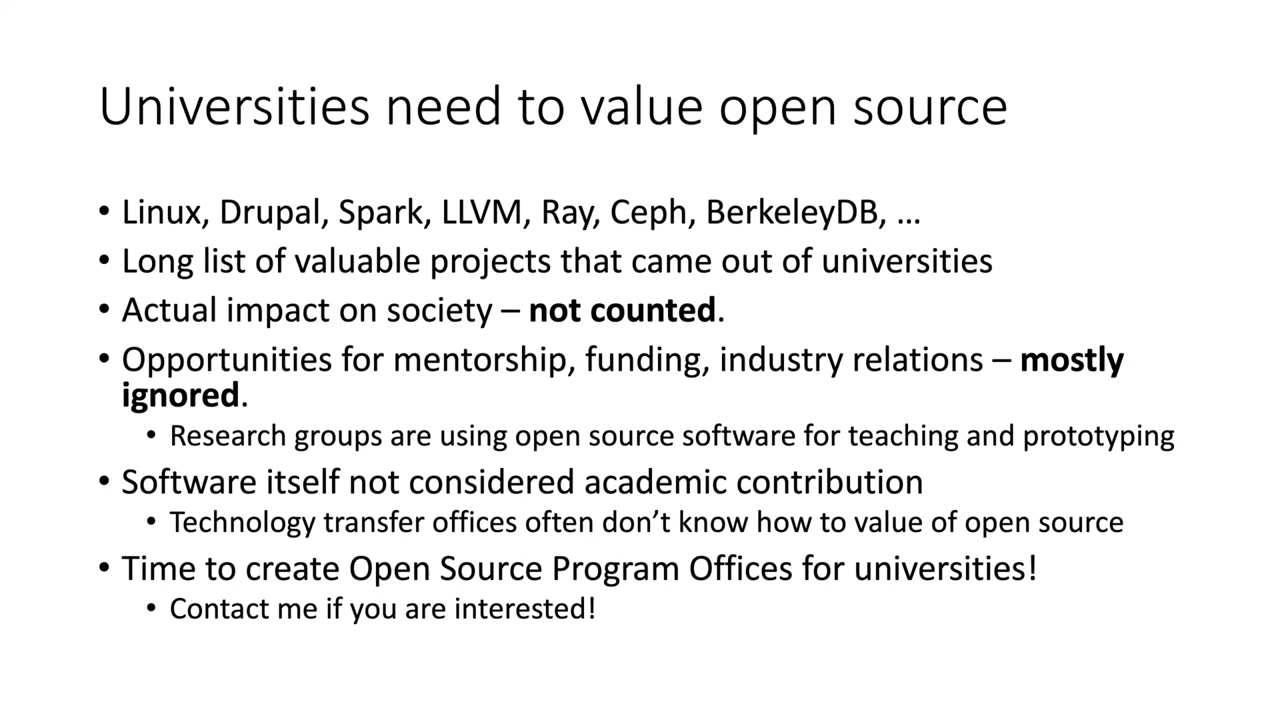 Universities need to value open source
• Linux, Drupal, Spark, LLVM, Ray, Ceph, BerkeleyDB, …
• Long list of valuable projects that came out of universities
• Actual impact on society – not counted.
• Opportunities for mentorship, funding, industry relations – mostly
ignored.
• Research groups are using open source software for teaching and prototyping
• Software itself not considered academic contribution
• Technology transfer offices often don’t know how to value of open source
• Time to create Open Source Program Offices for universities!
• Contact me if you are interested!